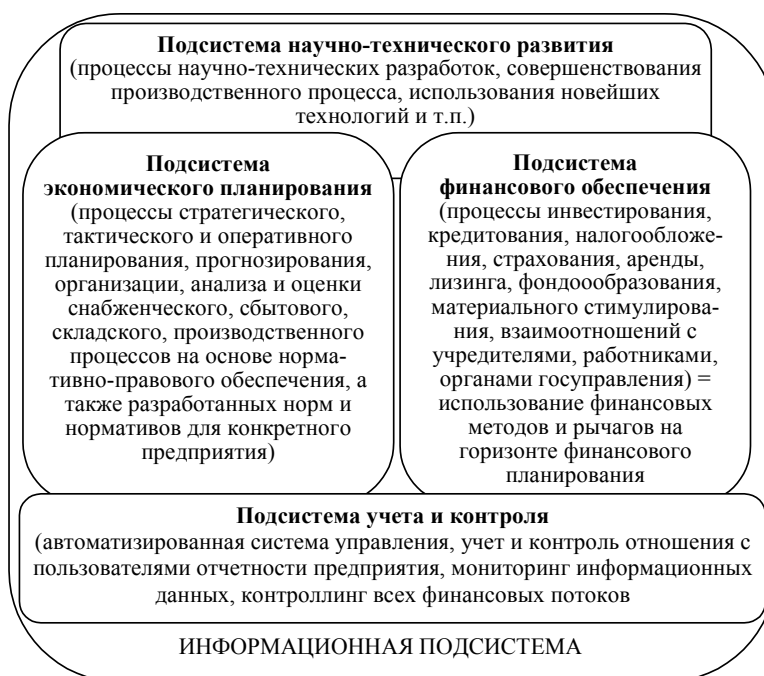 Подсистема научно-технического развития
(процессы научно-технических разработок, совершенствования
производственного процесса, использования новейших
технологий и т.п.)
Подсистема
экономического планирования
(процессы стратегического,
тактического и оперативного
планирования, прогнозирования,
организации, анализа и оценки
снабженческого, сбытового,
складского, производственного
процессов на основе норма-
тивно-правового обеспечения, а
также разработанных норм и
нормативов для конкретного
предприятия)
Подсистема
финансового обеспечения
(процессы инвестирования,
кредитования, налогообложе-
ния, страхования, аренды,
лизинга, фондоообразования,
материального стимулирова-
ния, взаимоотношений с
учредителями, работниками,
органами госуправления) =
использование финансовых
методов и рычагов на
горизонте финансового
планирования
Подсистема учета и контроля
(автоматизированная система управления, учет и контроль отношения с
пользователями отчетности предприятия, мониторинг информационных
данных, контроллинг всех финансовых потоков
ИНФОРМАЦИОННАЯ ПОДСИСТЕМА